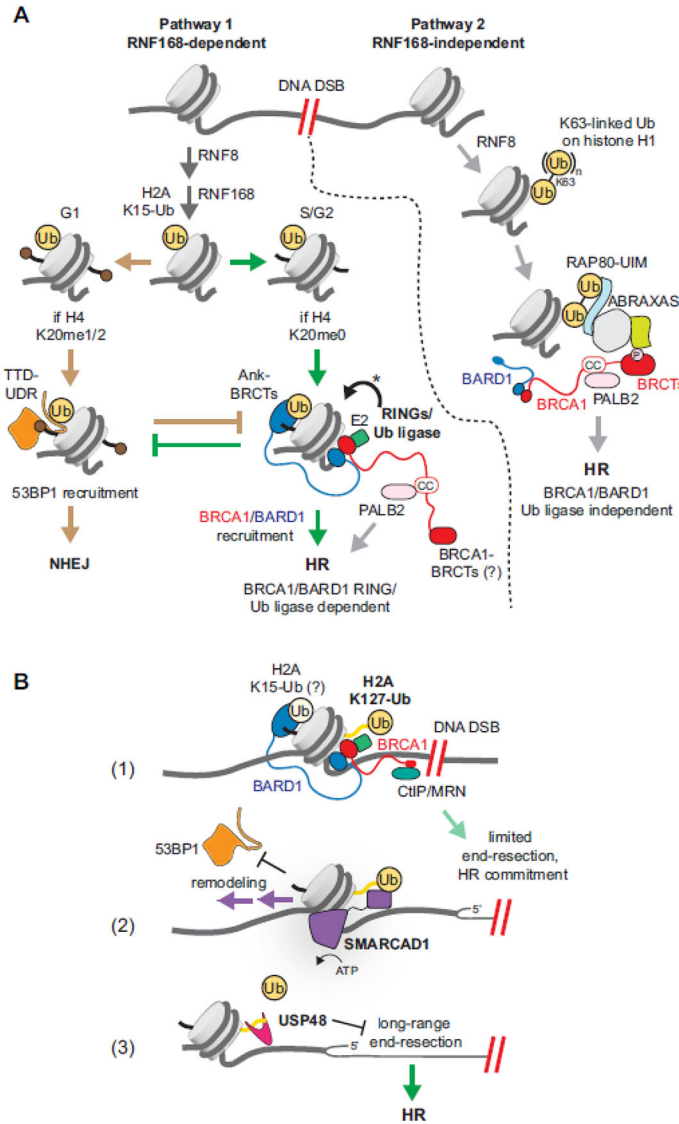 A
Pathway 1
RNF168-dependent
Pathway 2
RNF168-independent
DNA DSB
RNF8
H2A
K15-Ub
RNF168
Ub
G1
Ub
S/G2
Ub
if H4
K20me1/2
if H4
K20me0
TTD-
UDR
Ub
53BP1 recruitment
NHEJ
Ank-
BRCTs
Ub
*
E2
RINGs/
Ub ligase
CC
PALB2
BRCA1-
BRCTs (?)
BRCA1/BARD1
recruitment
HR
BRCA1/BARD1 RING/
Ub ligase dependent
RNF8
K63-linked Ub
on histone H1
Ub
n
K63
Ub
RAP80-UIM
Ub
Ub
ABRAXAS
P
CC
BRCTs
BARD1
BRCA1
PALB2
HR
BRCA1/BARD1
Ub ligase independent
B
(1)
H2A
K15-Ub (?)
Ub
H2A
K127-Ub
Ub
BRCA1
DNA DSB
BARD1
CtIP/MRN
limited
end-resection,
HR commitment
(2)
53BP1
remodeling
Ub
SMARCAD1
ATP
5'
(3)
Ub
USP48
5'
long-range
end-resection
HR